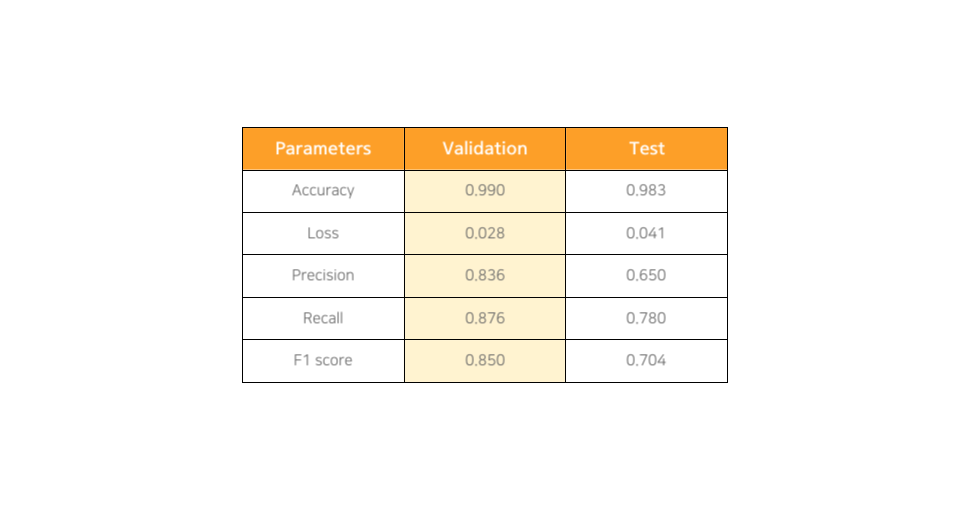 Parameters Validation Test
Accuracy 0.990 0.983
Loss 0.028 0.041
Precision 0.836 0.650
Recall 0.876 0.780
F1 score 0.850 0.704